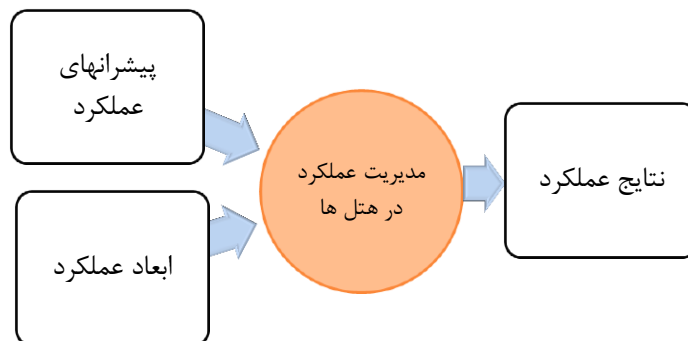 پیشرانهای
عملکرد
ابعاد عملکرد
مدیریت عملکرد
در هتل ها
نتایج عملکرد